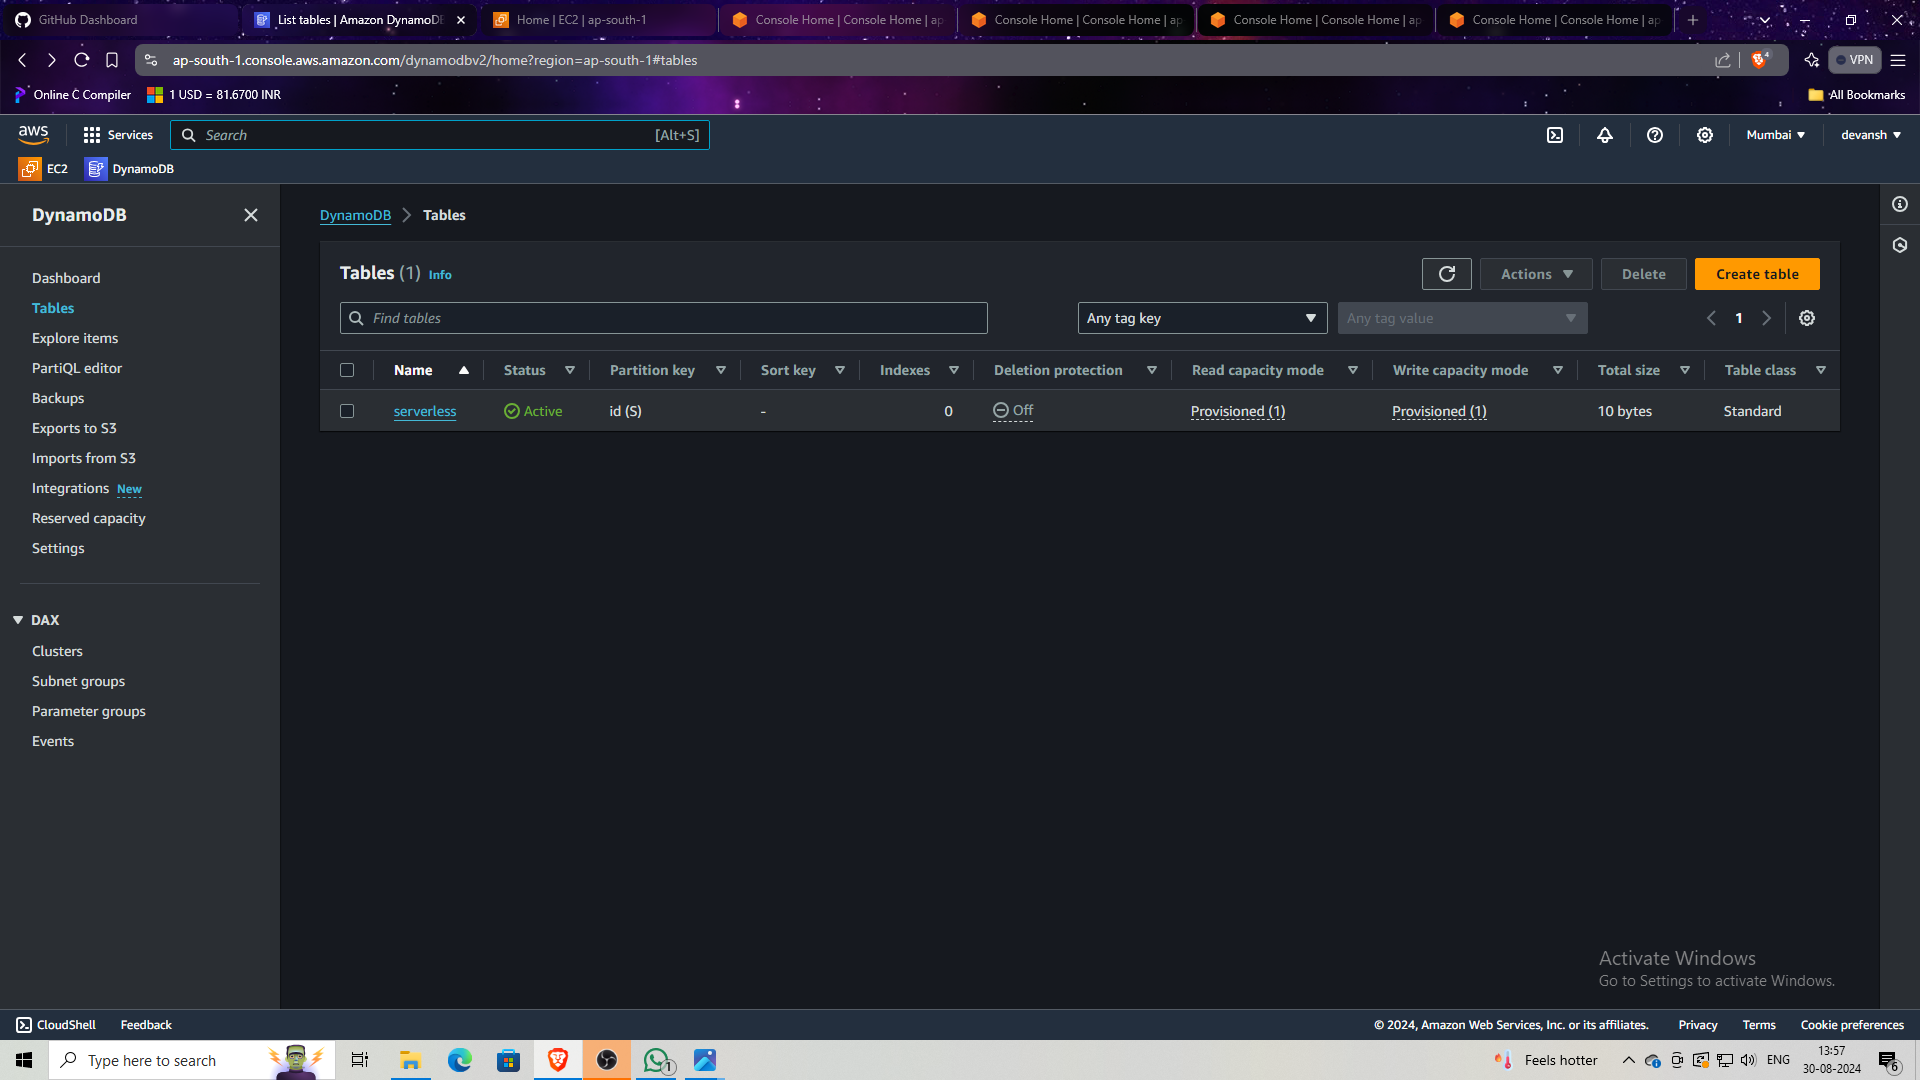 GitHub Dashboard
List tables | Amazon DynamoDB
Home | EC2 | ap-south-1
Console Home | Console Home | ap
Console Home | Console Home | ap
Console Home | Console Home | ap
Console Home | Console Home | ap
ap-south-1.console.aws.amazon.com/dynamodbv2/home?region=ap-south-1#tables
4
VPN
Online C Compiler
1 USD = 81.6700 INR
All Bookmarks
aws
Services
Search
[Alt+S]
Mumbai
devansh
EC2
DynamoDB
DynamoDB
Dashboard
Tables
Explore items
PartiQL editor
Backups
Exports to S3
Imports from S3
Integrations New
Reserved capacity
Settings
DAX
Clusters
Subnet groups
Parameter groups
Events
DynamoDB
Tables
Tables (1) Info
Actions
Delete
Create table
Find tables
Any tag key
Any tag value
1
Name Status Partition key Sort key Indexes Deletion protection Read capacity mode Write capacity mode Total size Table class
serverless Active id (S) - 0 Off Provisioned (1) Provisioned (1) 10 bytes Standard
Activate Windows
Go to Settings to activate Windows.
CloudShell
Feedback
© 2024, Amazon Web Services, Inc. or its affiliates.
Privacy
Terms
Cookie preferences
Type here to search
1
Feels hotter
ENG
13:57
30-08-2024
6